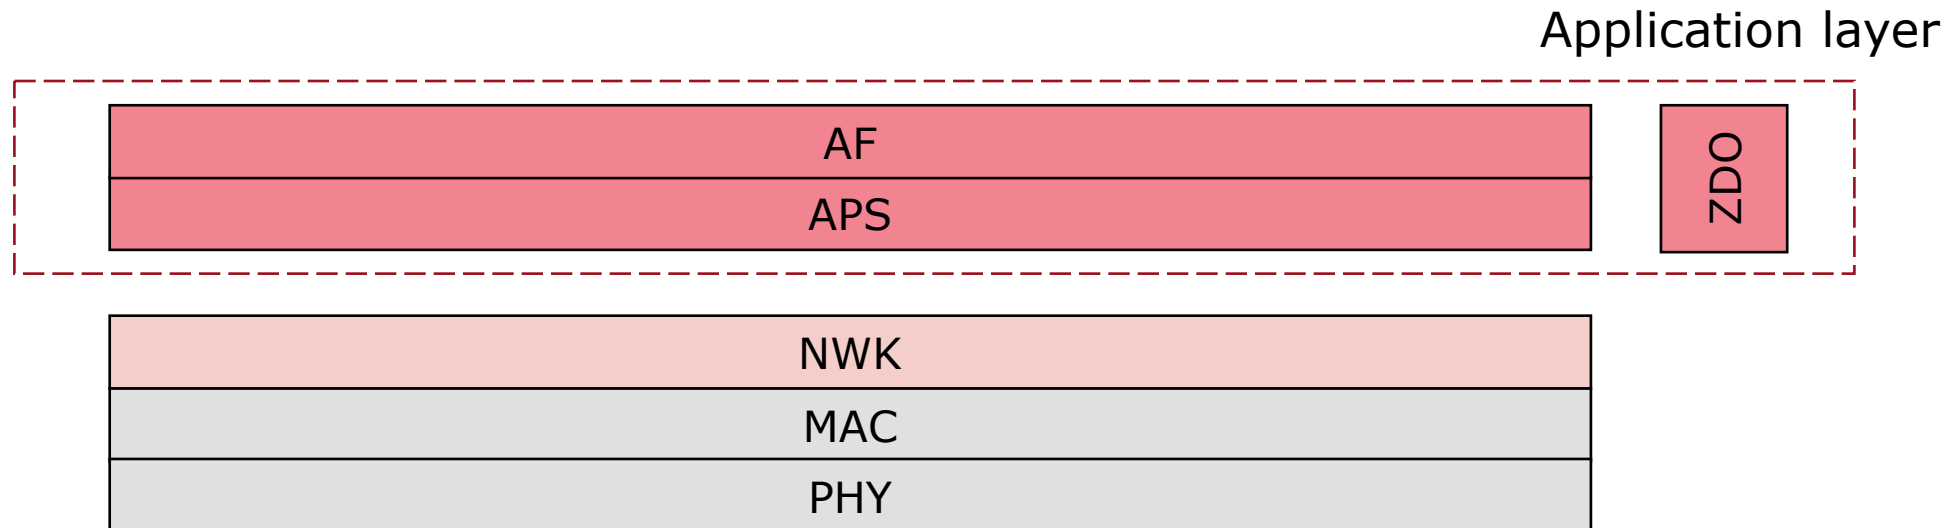 Application layer
AF
APS
ZDO
NWK
MAC
PHY